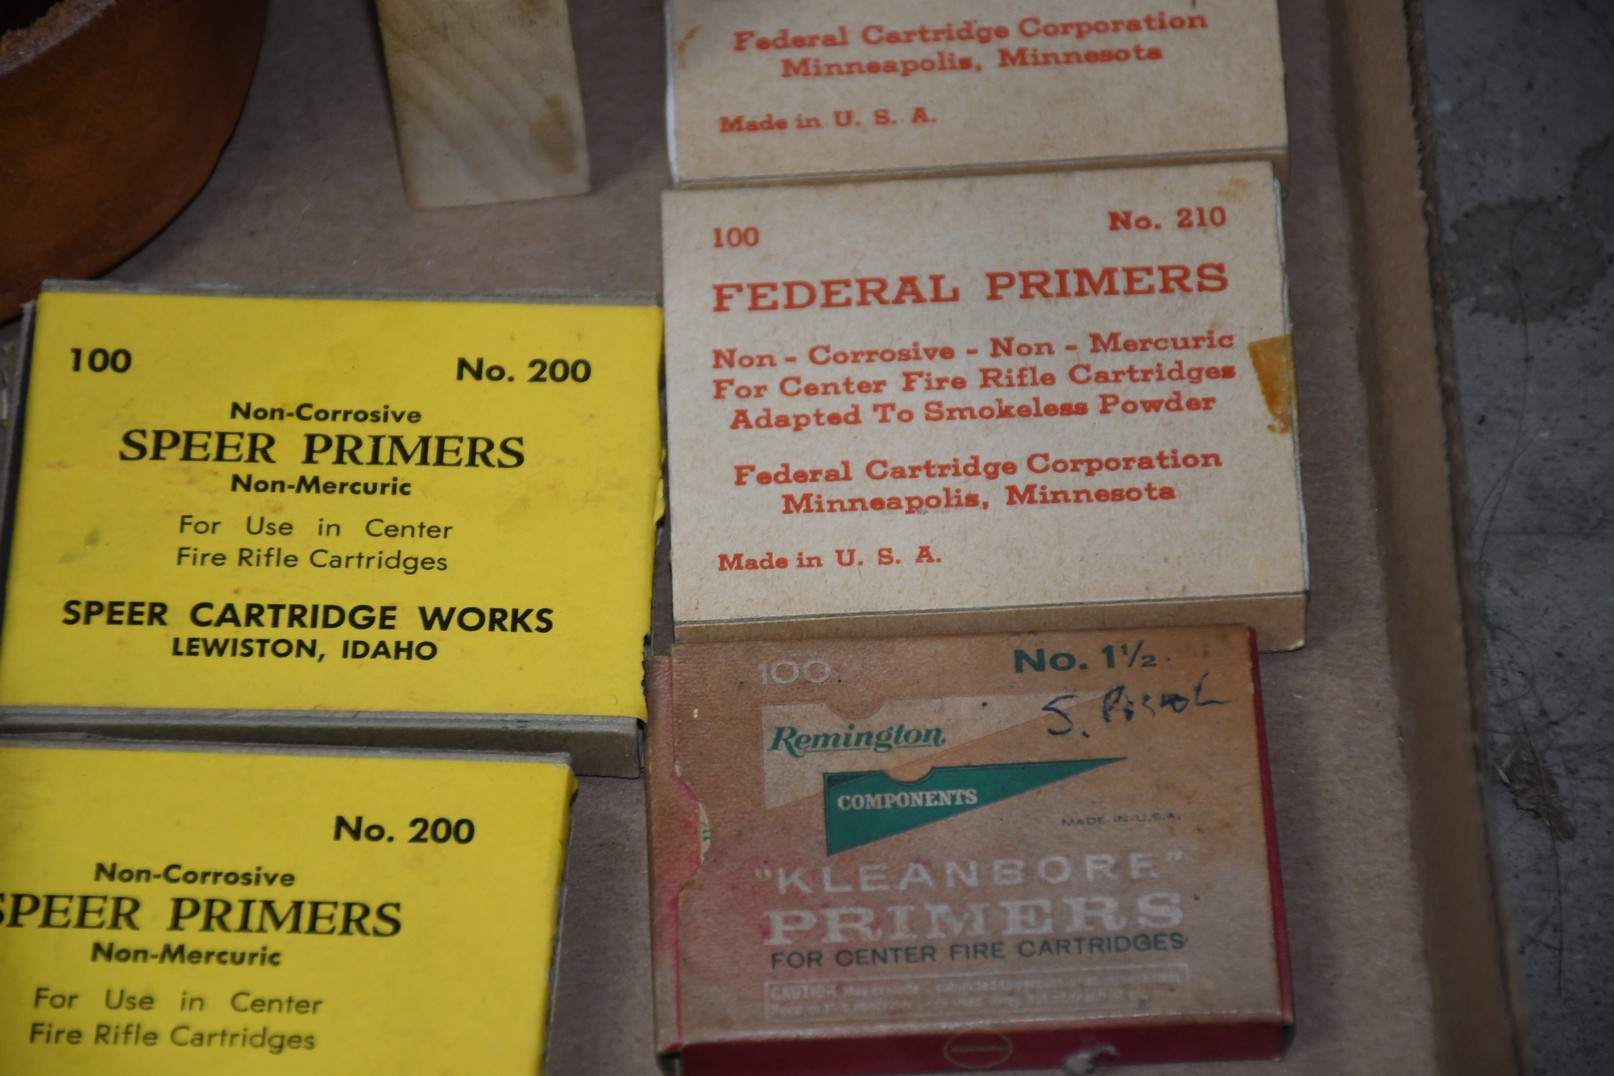 Federal Cartridge Corporation
Minneapolis, Minnesota
Made in U. S. A.
100 No. 210
FEDERAL PRIMERS
Non - Corrosive - Non - Mercuric
For Center Fire Rifle Cartridges
Adapted To Smokeless Powder
Federal Cartridge Corporation
Minneapolis, Minnesota
Made in U. S. A.
100 No. 200
Non-Corrosive
SPEER PRIMERS
Non-Mercuric
For Use in Center
Fire Rifle Cartridges
SPEER CARTRIDGE WORKS
LEWISTON, IDAHO
No. 200
Non-Corrosive
SPEER PRIMERS
Non-Mercuric
For Use in Center
Fire Rifle Cartridges
100 No. 1½
S. Pistol
Remington
COMPONENTS
MADE IN U.S.A.
"KLEANBORE"
PRIMERS
FOR CENTER FIRE CARTRIDGES
CAUTION